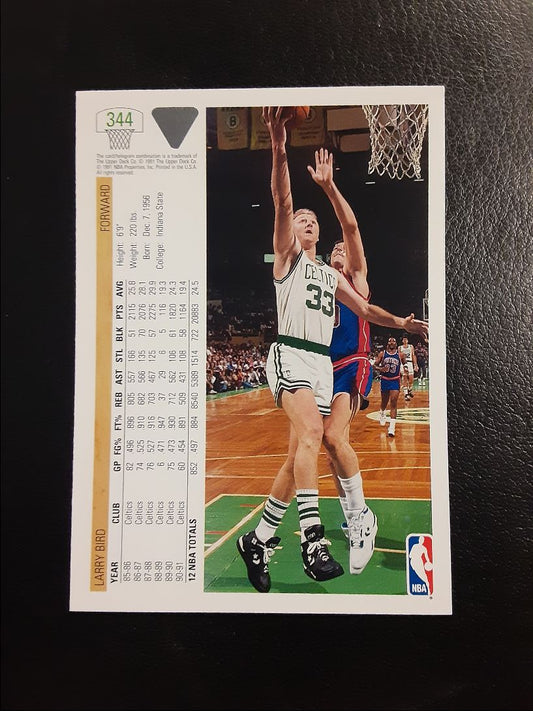 344
The card/hologram combination is a trademark of
The Upper Deck Co. © 1991 The Upper Deck Co.
© 1991 NBA Properties, Inc. Printed in the U.S.A.
All rights reserved.
LARRY BIRD FORWARD
Height: 6'9"
Weight: 220 lbs
Born: Dec. 7, 1956
College: Indiana State
YEAR CLUB GP FG% FT% REB AST STL BLK PTS AVG
85-86 Celtics 82 496 896 805 557 166 51 2115 25.8
86-87 Celtics 74 525 910 682 566 135 70 2076 28.1
87-88 Celtics 76 527 916 703 467 125 57 2275 29.9
88-89 Celtics 6 471 947 37 29 6 5 116 19.3
89-90 Celtics 75 473 930 712 562 106 61 1820 24.3
90-91 Celtics 60 454 891 509 431 108 58 1164 19.4
12 NBA TOTALS 852 497 884 8540 5389 1514 722 20883 24.5
CELTICS
33
NBA